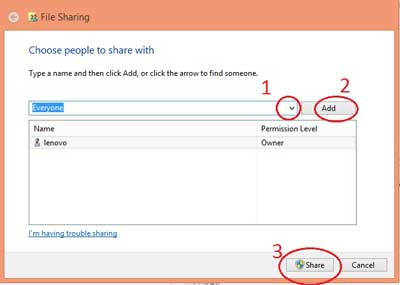 File Sharing
Choose people to share with
Type a name and then click Add, or click the arrow to find someone.
1
2
Everyone
Add
Name Permission Level
lenovo Owner
I'm having trouble sharing
3
Share Cancel